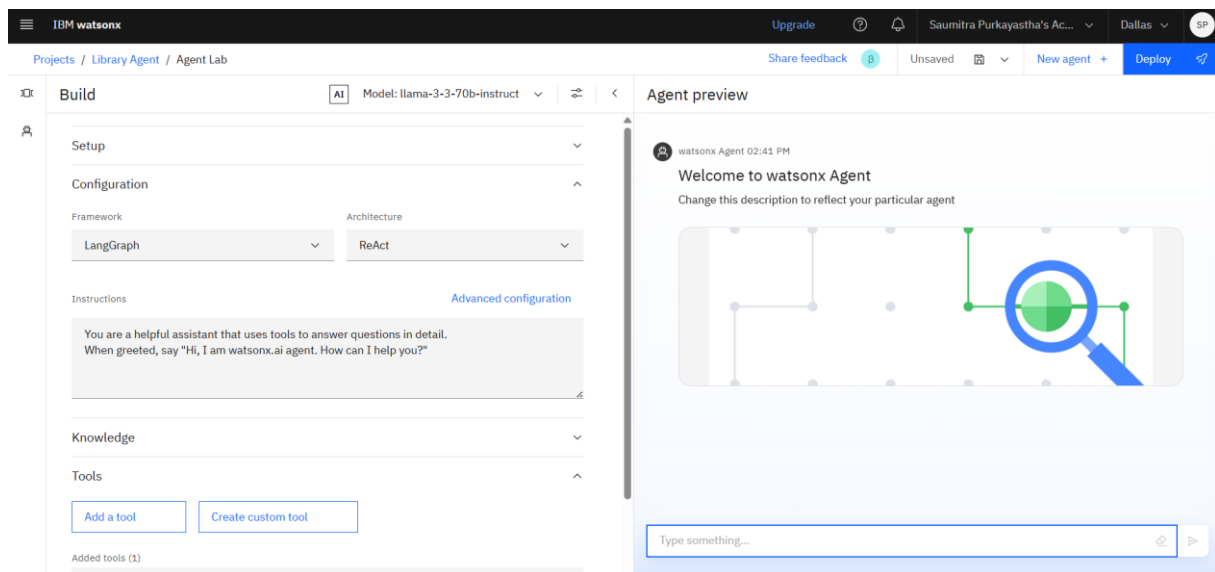 IBM watsonx
Upgrade
Saumitra Purkayastha's Ac...
Dallas
SP
Projects / Library Agent / Agent Lab
Share feedback
β
Unsaved
New agent +
Deploy
Build
AI
Model: llama-3-3-70b-instruct
Agent preview
Setup
Configuration
Framework
Architecture
LangGraph
ReAct
Instructions
Advanced configuration
You are a helpful assistant that uses tools to answer questions in detail.
When greeted, say "Hi, I am watsonx.ai agent. How can I help you?"
Knowledge
Tools
Add a tool
Create custom tool
Added tools (1)
watsonx Agent 02:41 PM
Welcome to watsonx Agent
Change this description to reflect your particular agent
Type something...